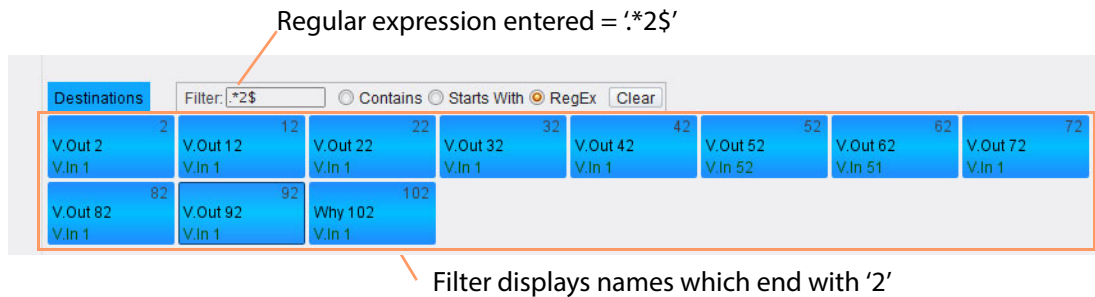 Regular expression entered = ‘.*2$’
Destinations Filter: .*2$ Contains Starts With RegEx Clear
2 12 22 32 42 52 62 72
V.Out 2 V.Out 12 V.Out 22 V.Out 32 V.Out 42 V.Out 52 V.Out 62 V.Out 72
V.In 1 V.In 1 V.In 1 V.In 1 V.In 1 V.In 52 V.In 51 V.In 1
82 92 102
V.Out 82 V.Out 92 Why 102
V.In 1 V.In 1 V.In 1
Filter displays names which end with ‘2’